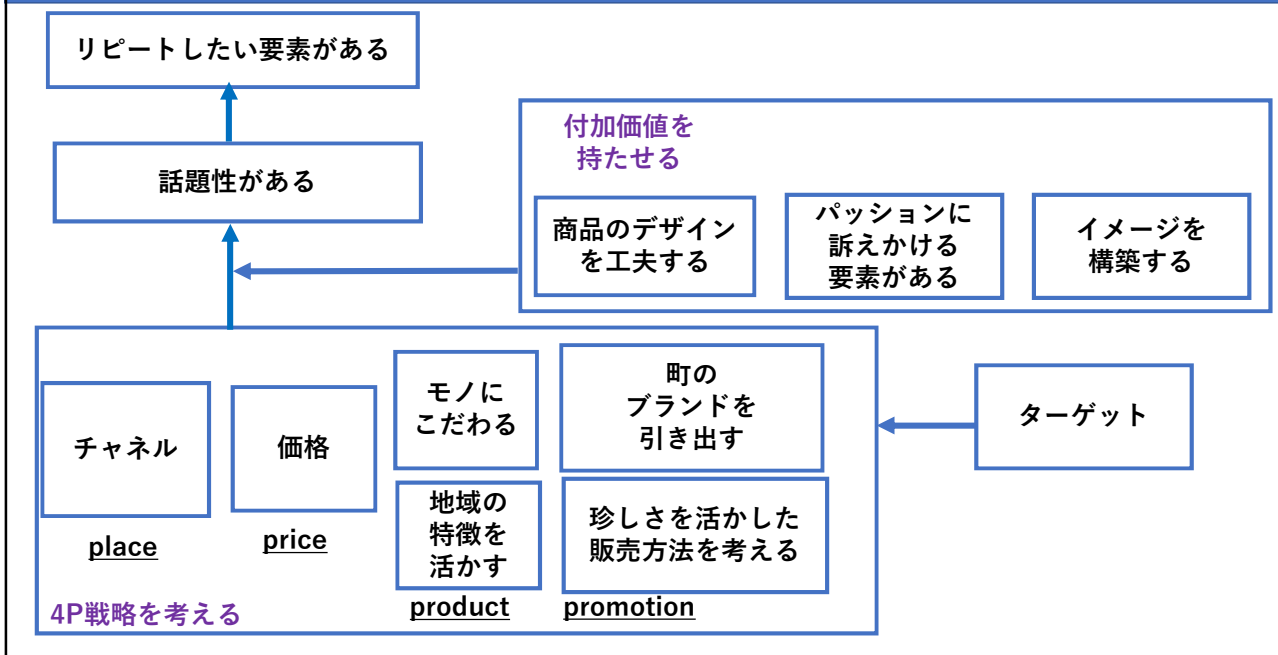 リピートしたい要素がある
話題性がある
付加価値を
持たせる
商品のデザイン
を工夫する
パッションに
訴えかける
要素がある
イメージを
構築する
チャネル
place
価格
price
モノに
こだわる
地域の
特徴を
活かす
product
町の
ブランドを
引き出す
珍しさを活かした
販売方法を考える
promotion
4P戦略を考える
ターゲット